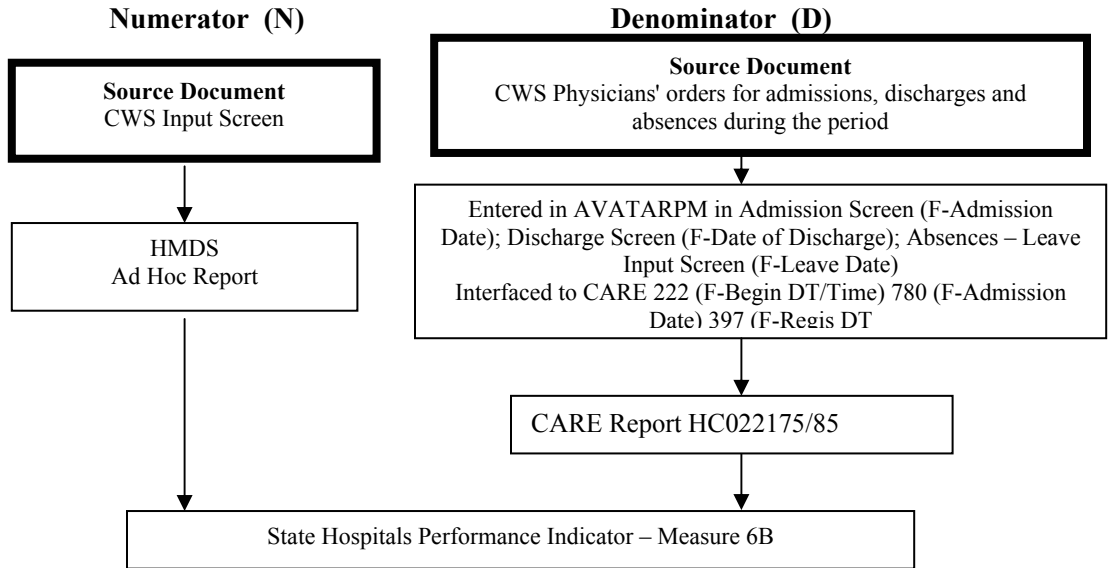 Numerator (N)
Denominator (D)
Source Document
CWS Input Screen
Source Document
CWS Physicians' orders for admissions, discharges and
absences during the period
HMDS
Ad Hoc Report
Entered in AVATARPM in Admission Screen (F-Admission
Date); Discharge Screen (F-Date of Discharge); Absences – Leave
Input Screen (F-Leave Date)
Interfaced to CARE 222 (F-Begin DT/Time) 780 (F-Admission
Date) 397 (F-Regis DT
CARE Report HC022175/85
State Hospitals Performance Indicator – Measure 6B